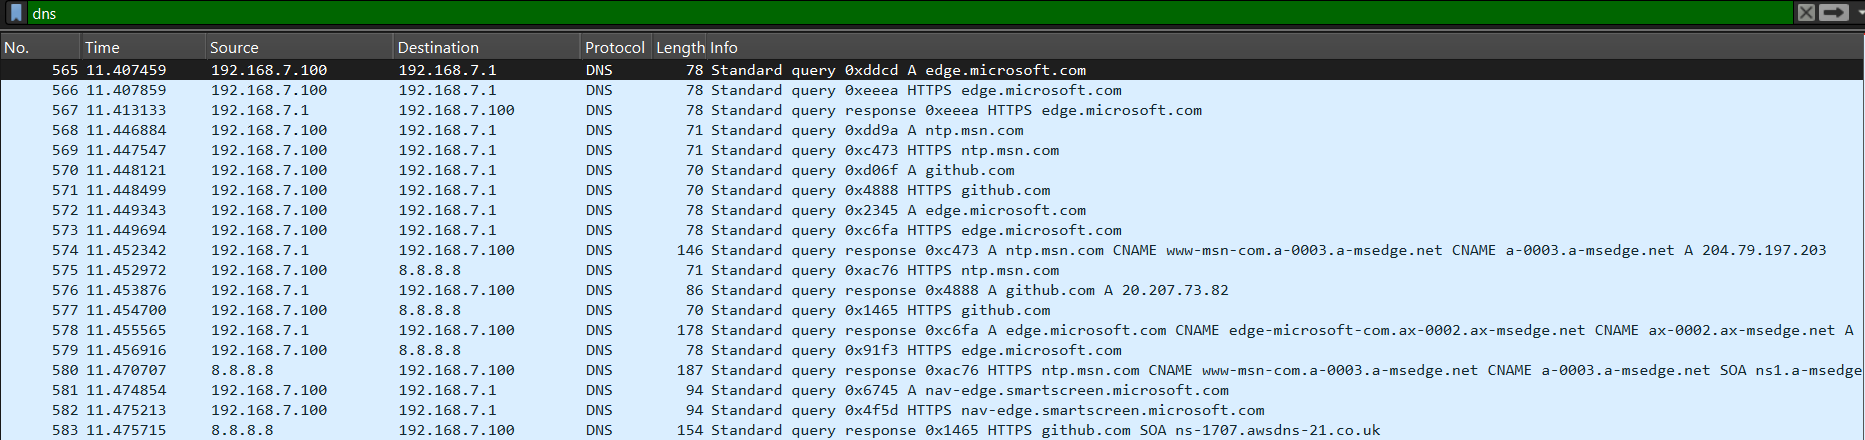 dns
No. Time Source Destination Protocol Length Info
565 11.407459 192.168.7.100 192.168.7.1 DNS 78 Standard query 0xddcd A edge.microsoft.com
566 11.407859 192.168.7.100 192.168.7.1 DNS 78 Standard query 0xeeea HTTPS edge.microsoft.com
567 11.413133 192.168.7.1 192.168.7.100 DNS 78 Standard query response 0xeeea HTTPS edge.microsoft.com
568 11.446884 192.168.7.100 192.168.7.1 DNS 71 Standard query 0xdd9a A ntp.msn.com
569 11.447547 192.168.7.100 192.168.7.1 DNS 71 Standard query 0xc473 HTTPS ntp.msn.com
570 11.448121 192.168.7.100 192.168.7.1 DNS 70 Standard query 0xd06f A github.com
571 11.448499 192.168.7.100 192.168.7.1 DNS 70 Standard query 0x4888 HTTPS github.com
572 11.449343 192.168.7.100 192.168.7.1 DNS 78 Standard query 0x2345 A edge.microsoft.com
573 11.449694 192.168.7.100 192.168.7.1 DNS 78 Standard query 0xc6fa HTTPS edge.microsoft.com
574 11.452342 192.168.7.1 192.168.7.100 DNS 146 Standard query response 0xc473 A ntp.msn.com CNAME www-msn-com.a-0003.a-msedge.net CNAME a-0003.a-msedge.net A 204.79.197.203
575 11.452972 192.168.7.100 8.8.8.8 DNS 71 Standard query 0xac76 HTTPS ntp.msn.com
576 11.453876 192.168.7.1 192.168.7.100 DNS 86 Standard query response 0x4888 A github.com A 20.207.73.82
577 11.454700 192.168.7.100 8.8.8.8 DNS 70 Standard query 0x1465 HTTPS github.com
578 11.455565 192.168.7.1 192.168.7.100 DNS 178 Standard query response 0xc6fa A edge.microsoft.com CNAME edge-microsoft-com.ax-0002.ax-msedge.net CNAME ax-0002.ax-msedge.net A
579 11.456916 192.168.7.100 8.8.8.8 DNS 78 Standard query 0x91f3 HTTPS edge.microsoft.com
580 11.470707 8.8.8.8 192.168.7.100 DNS 187 Standard query response 0xac76 HTTPS ntp.msn.com CNAME www-msn-com.a-0003.a-msedge.net CNAME a-0003.a-msedge.net SOA ns1.a-msedge
581 11.474854 192.168.7.100 192.168.7.1 DNS 94 Standard query 0x6745 A nav-edge.smartscreen.microsoft.com
582 11.475213 192.168.7.100 192.168.7.1 DNS 94 Standard query 0x4f5d HTTPS nav-edge.smartscreen.microsoft.com
583 11.475715 8.8.8.8 192.168.7.100 DNS 154 Standard query response 0x1465 HTTPS github.com SOA ns-1707.awsdns-21.co.uk